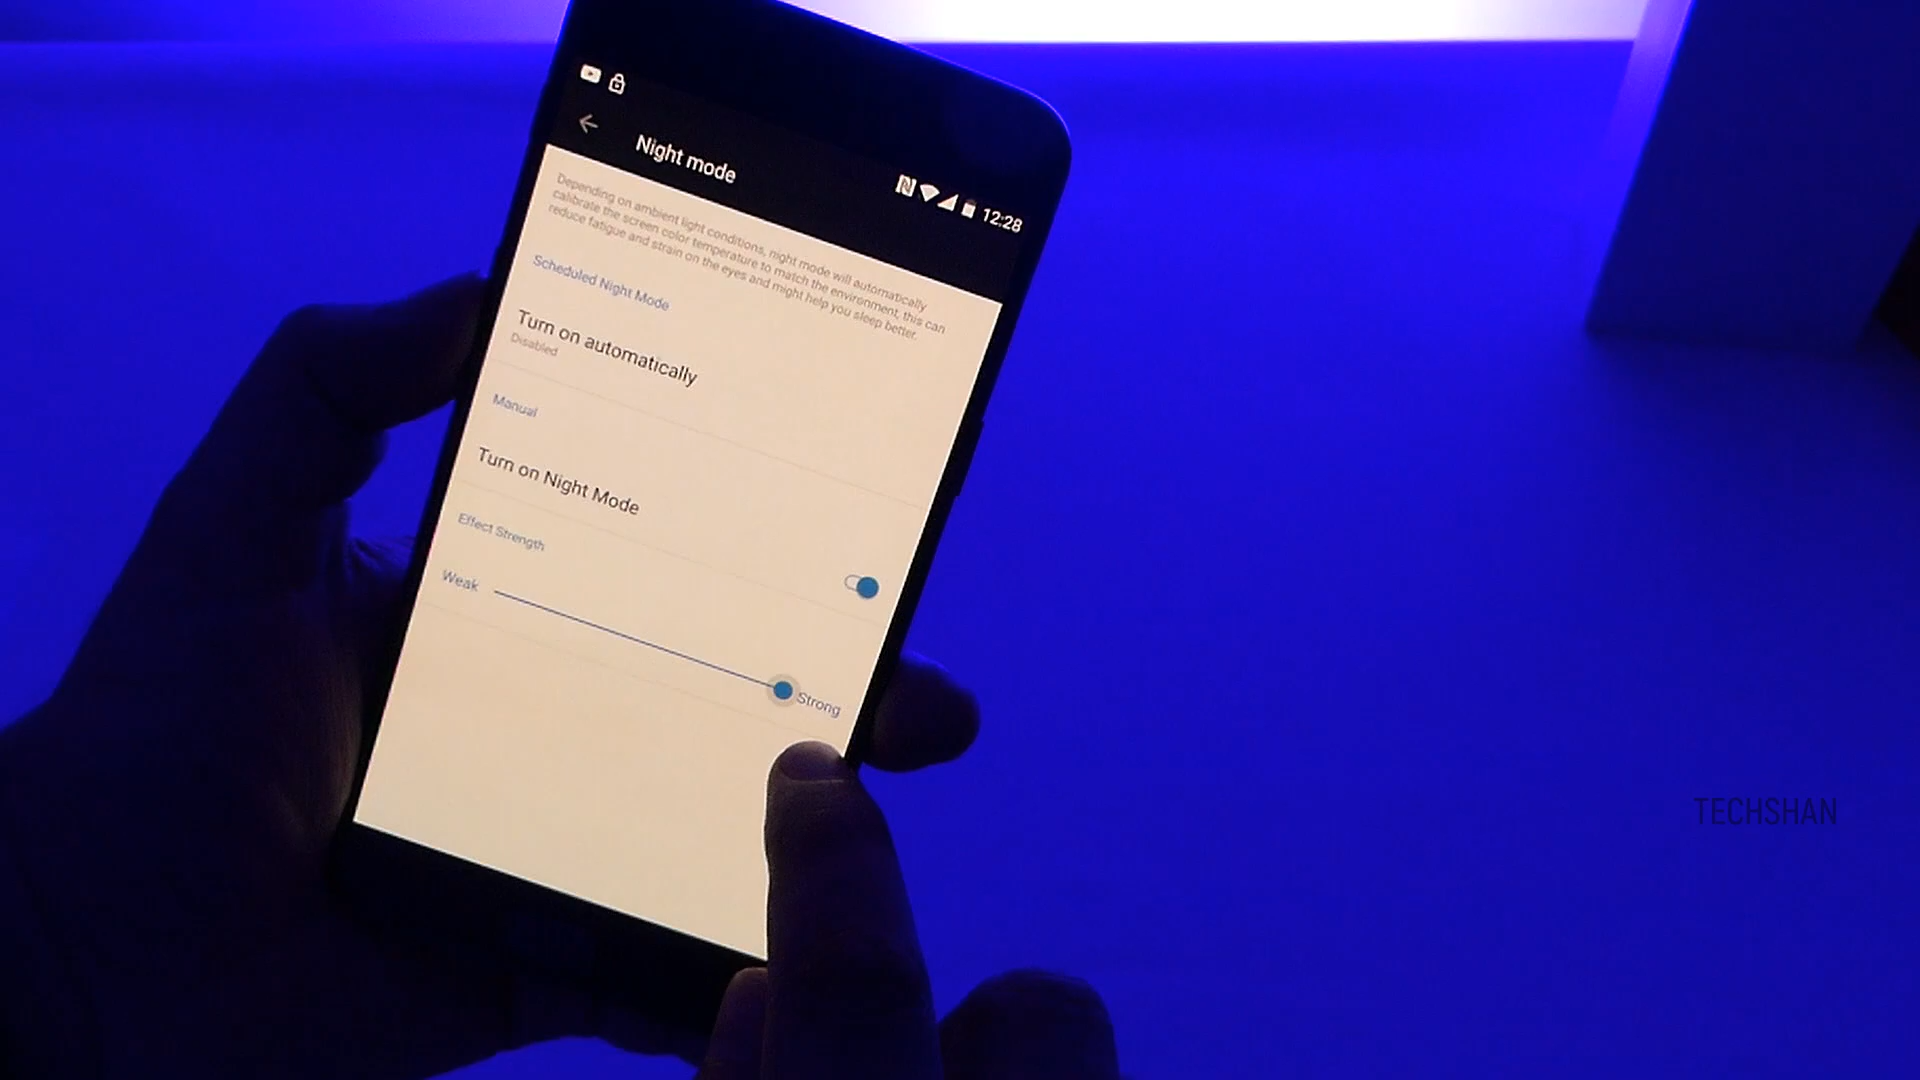 12:28
Night mode
Depending on ambient light conditions, night mode will automatically
calibrate the screen color temperature to match the environment, this can
reduce fatigue and strain on the eyes and might help you sleep better.
Scheduled Night Mode
Turn on automatically
Disabled
Manual
Turn on Night Mode
Effect Strength
Weak
Strong
TECHSHAN